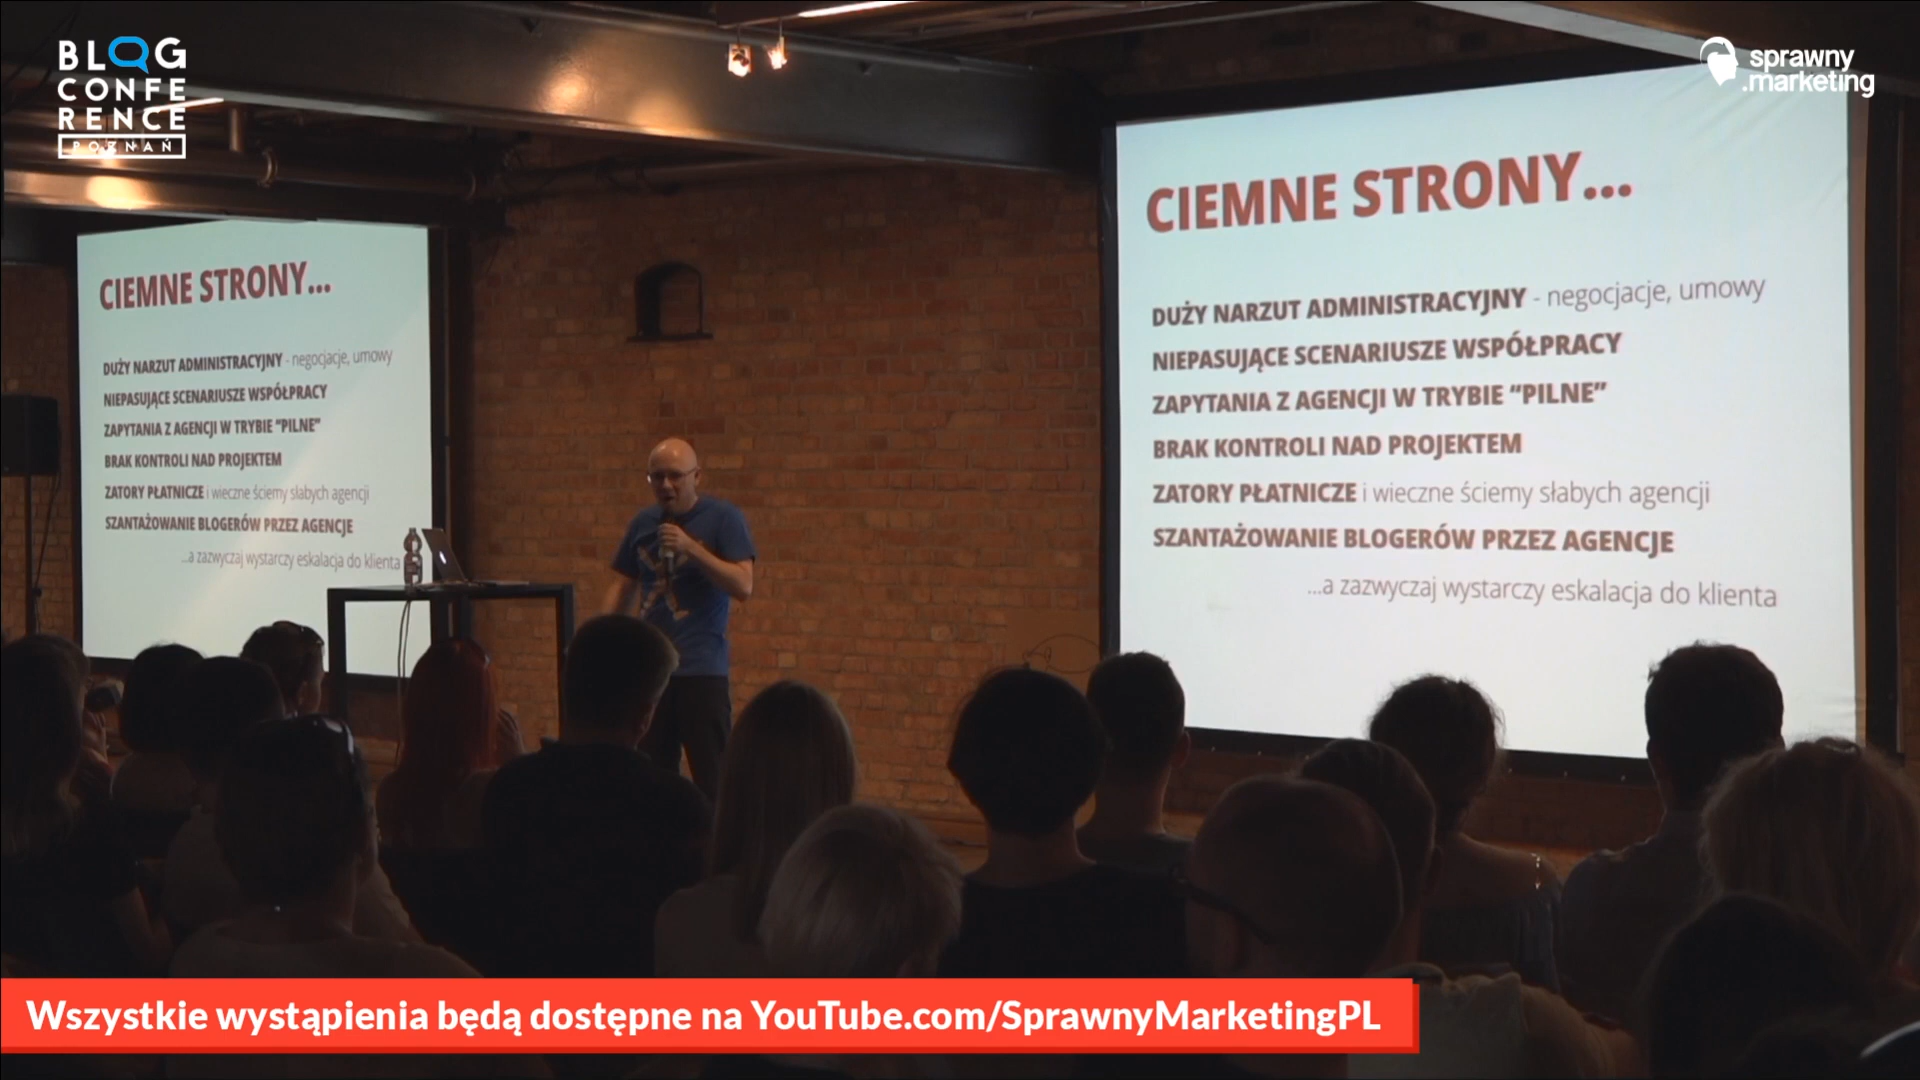 BLOG
CONFE
RENCE
POZNAŃ
sprawny
.marketing
CIEMNE STRONY...
DUŻY NARZUT ADMINISTRACYJNY - negocjacje, umowy
NIEPASUJĄCE SCENARIUSZE WSPÓŁPRACY
ZAPYTANIA Z AGENCJI W TRYBIE “PILNE”
BRAK KONTROLI NAD PROJEKTEM
ZATORY PŁATNICZE i wieczne ściemy słabych agencji
SZANTAŻOWANIE BLOGERÓW PRZEZ AGENCJE
...a zazwyczaj wystarczy eskalacja do klienta
CIEMNE STRONY...
DUŻY NARZUT ADMINISTRACYJNY - negocjacje, umowy
NIEPASUJĄCE SCENARIUSZE WSPÓŁPRACY
ZAPYTANIA Z AGENCJI W TRYBIE “PILNE”
BRAK KONTROLI NAD PROJEKTEM
ZATORY PŁATNICZE i wieczne ściemy słabych agencji
SZANTAŻOWANIE BLOGERÓW PRZEZ AGENCJE
...a zazwyczaj wystarczy eskalacja do klienta
Wszystkie wystąpienia będą dostępne na YouTube.com/SprawnyMarketingPL